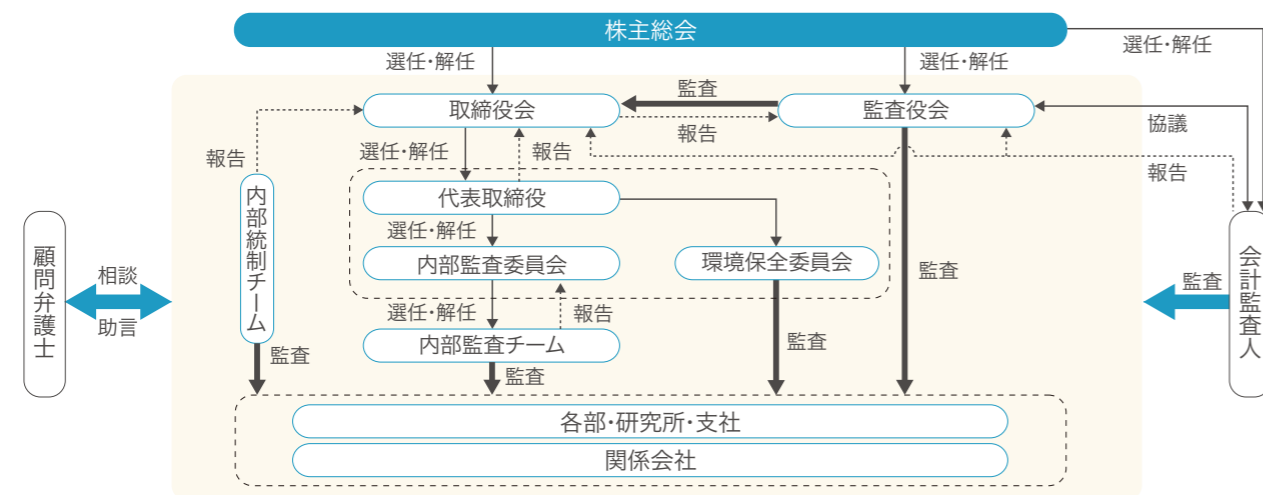 株主総会
選任・解任
選任・解任
選任・解任
取締役会
監査
報告
監査役会
協議
報告
選任・解任
報告
報告
代表取締役
選任・解任
内部監査委員会
環境保全委員会
選任・解任
報告
内部監査チーム
内部統制チーム
監査
監査
監査
監査
顧問弁護士
相談
助言
監査
会計監査人
各部・研究所・支社
関係会社